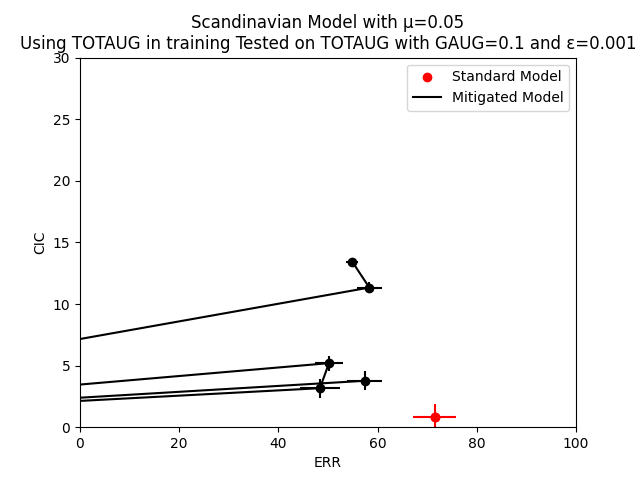 Scandinavian Model with μ=0.05
Using TOTAUG in training Tested on TOTAUG with GAUG=0.1 and ε=0.001
Standard Model
Mitigated Model
CIC
30
25
20
15
10
5
0
0 20 40 60 80 100
ERR